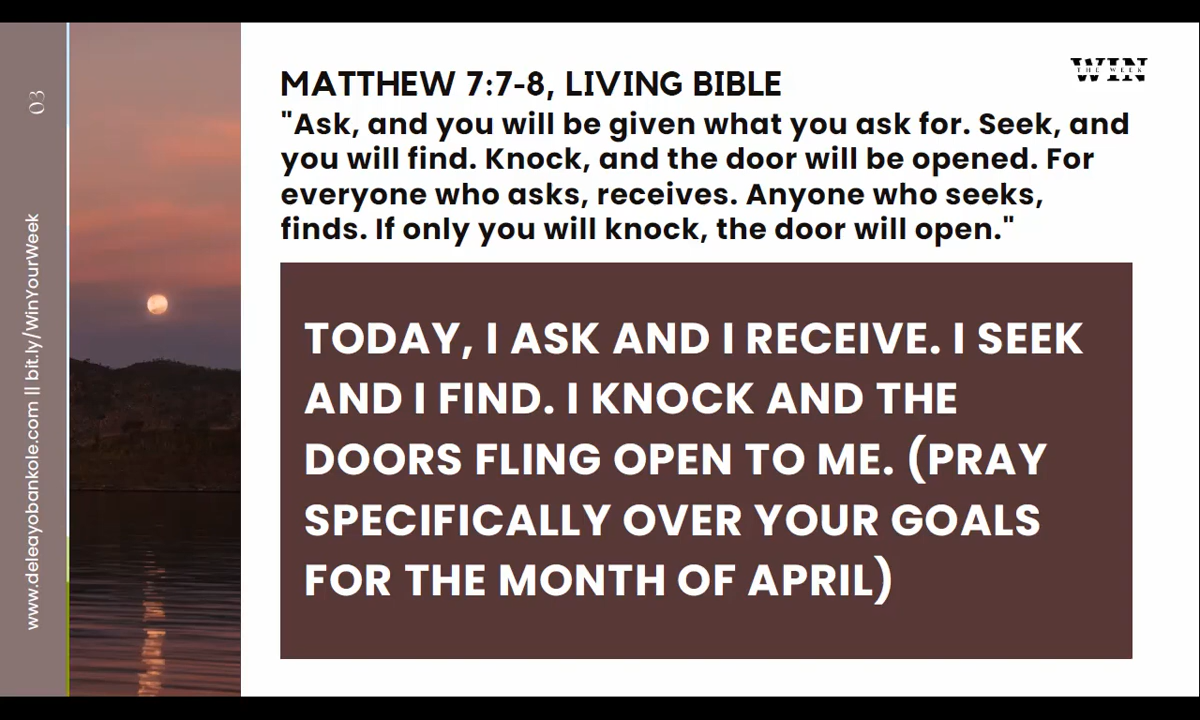 03
www.deleayobankole.com || bit.ly/WinYourWeek
WIN
THE WEEK
MATTHEW 7:7-8, LIVING BIBLE
"Ask, and you will be given what you ask for. Seek, and
you will find. Knock, and the door will be opened. For
everyone who asks, receives. Anyone who seeks,
finds. If only you will knock, the door will open."
TODAY, I ASK AND I RECEIVE. I SEEK
AND I FIND. I KNOCK AND THE
DOORS FLING OPEN TO ME. (PRAY
SPECIFICALLY OVER YOUR GOALS
FOR THE MONTH OF APRIL)